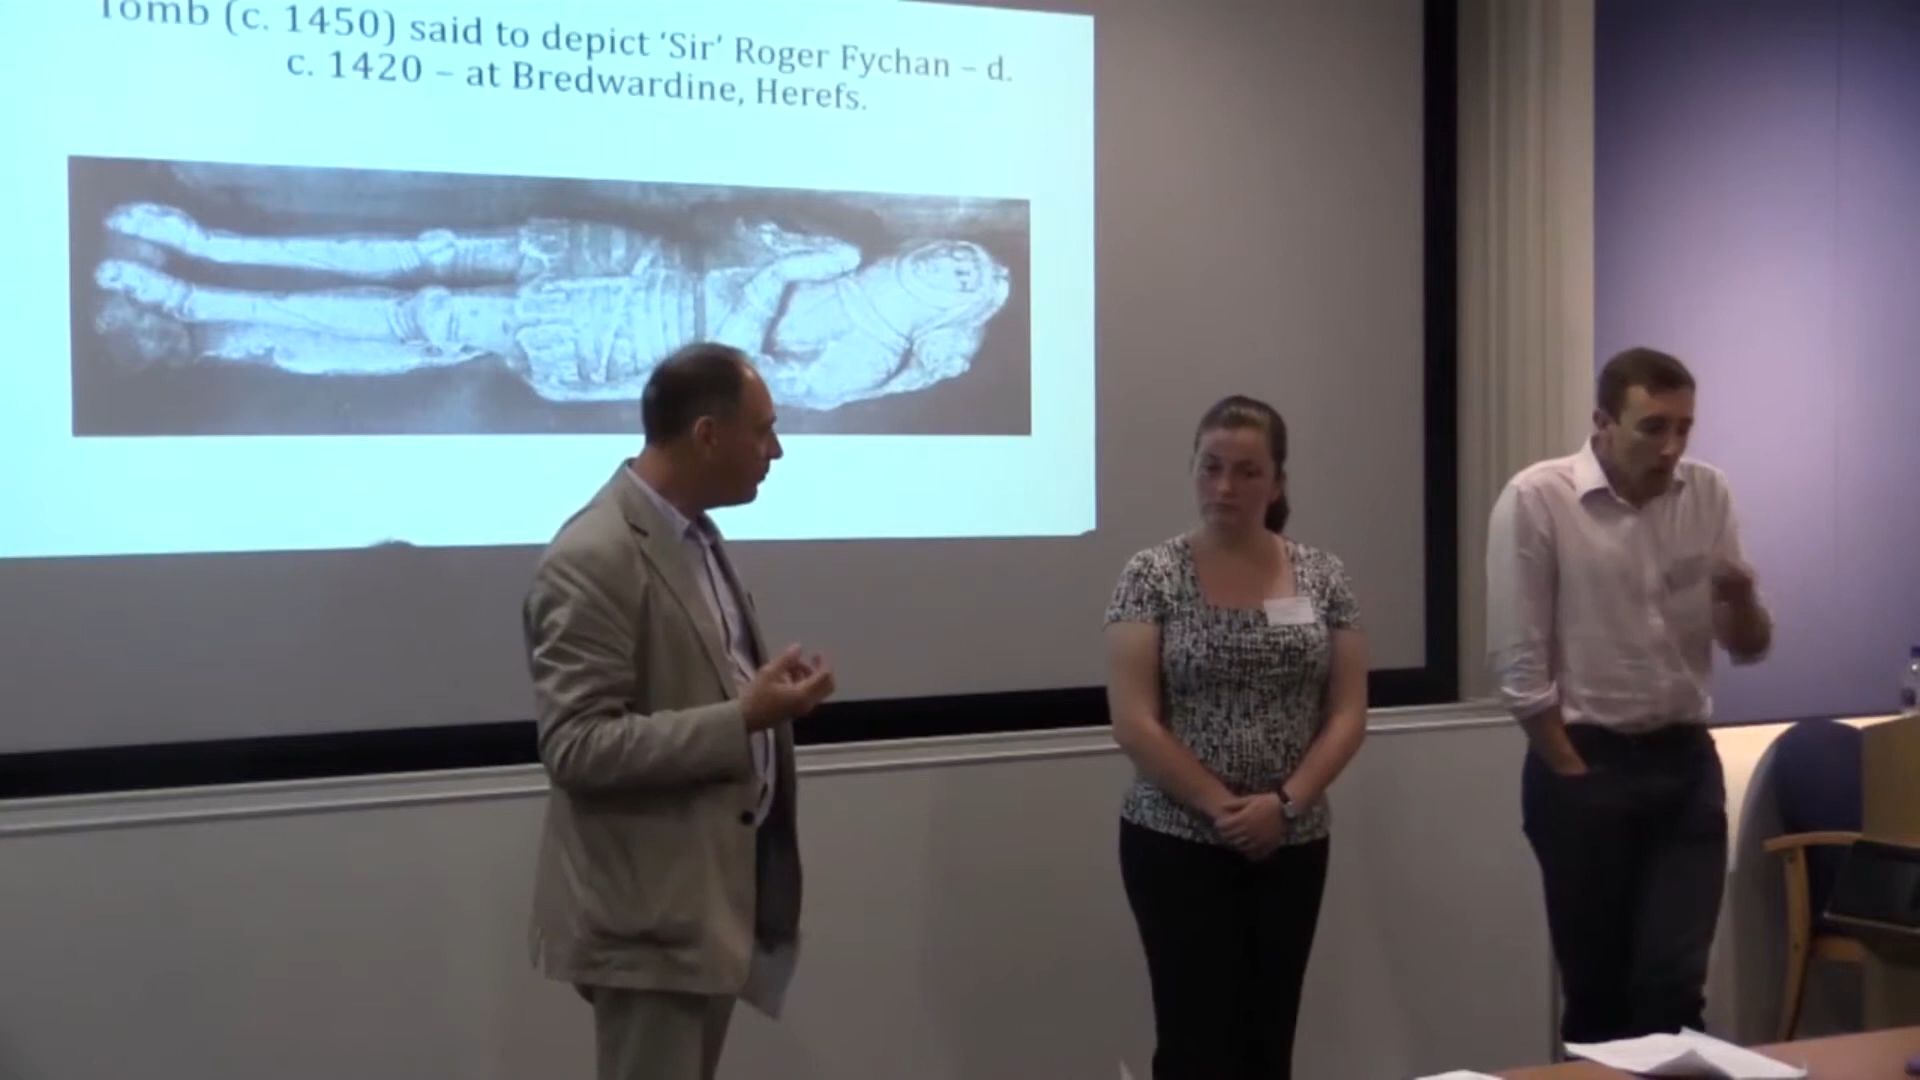 Tomb (c. 1450) said to depict ‘Sir’ Roger Fychan – d.
c. 1420 – at Bredwardine, Herefs.